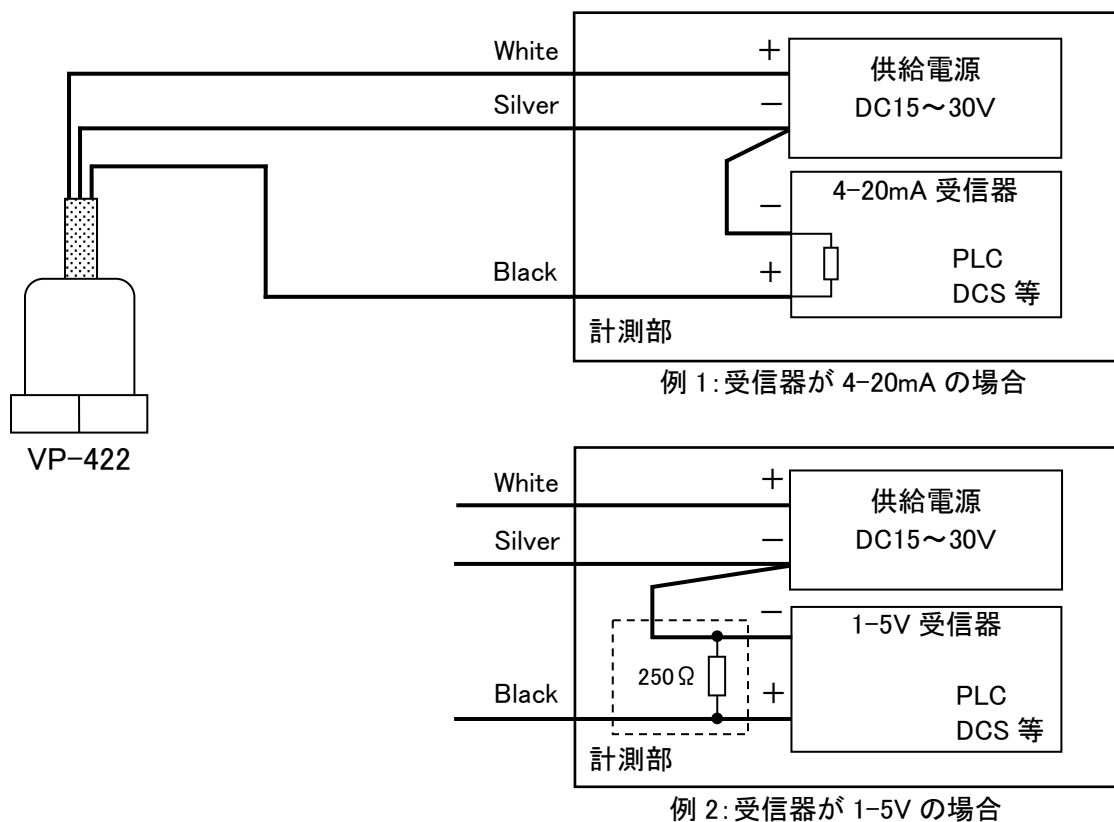 White
+
供給電源
DC15～30V
Silver
−
4-20mA 受信器
−
PLC
DCS 等
Black
+
計測部
例 1:受信器が 4-20mA の場合
VP-422
White
+
供給電源
DC15～30V
Silver
−
1-5V 受信器
−
250Ω
PLC
DCS 等
Black
+
計測部
例 2:受信器が 1-5V の場合